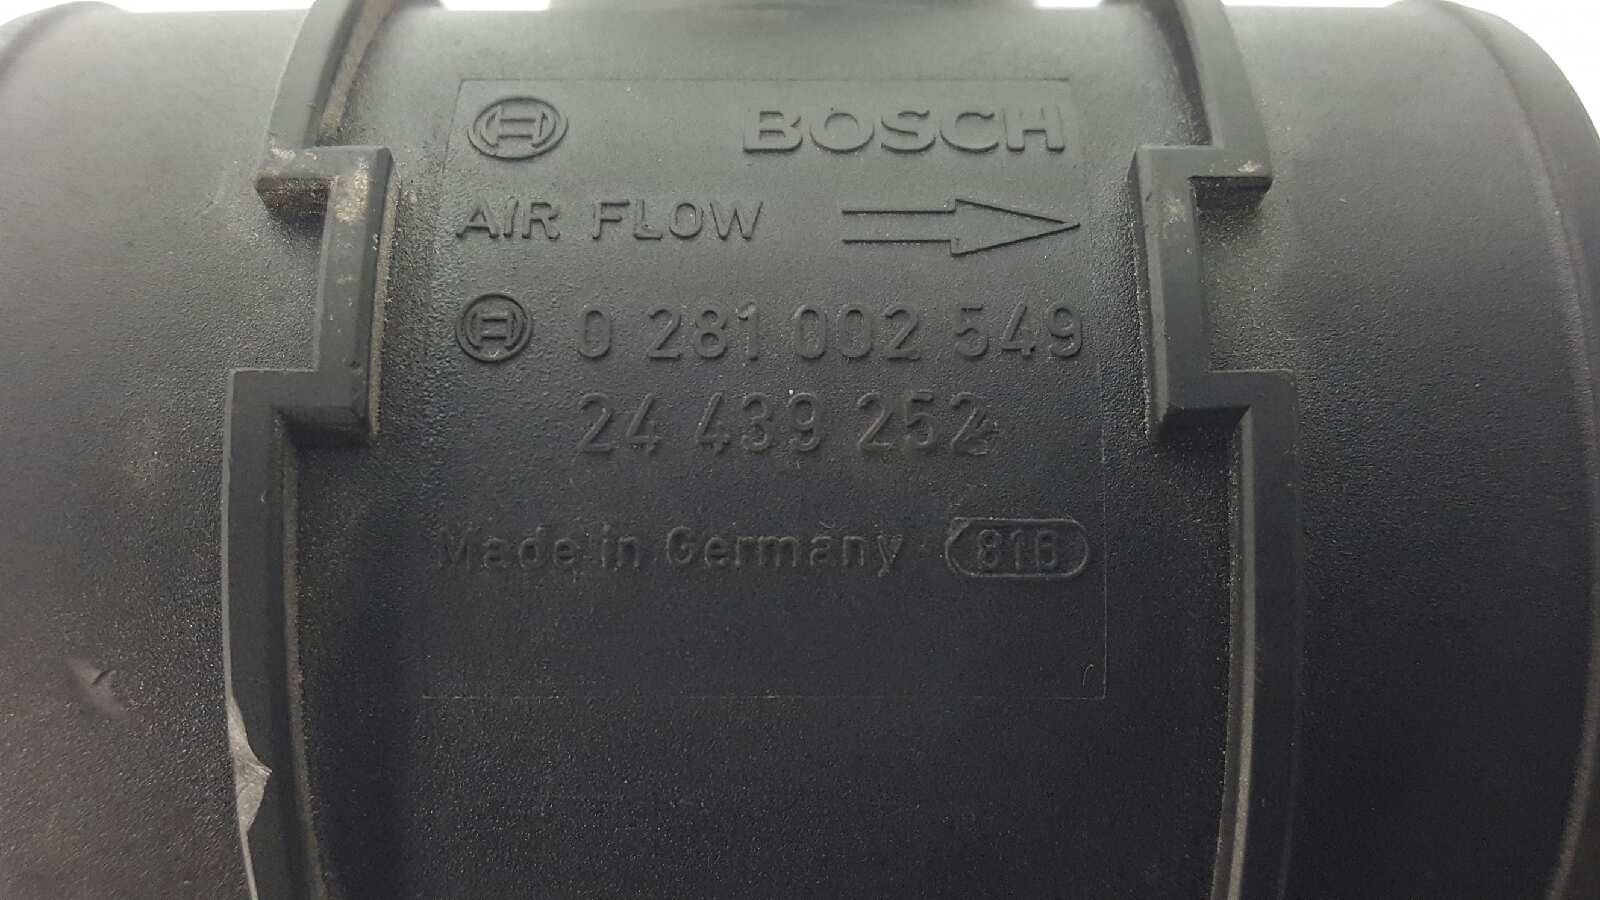 BOSCH
AIR FLOW
0 281 002 549
24 439 252
Made in Germany 816